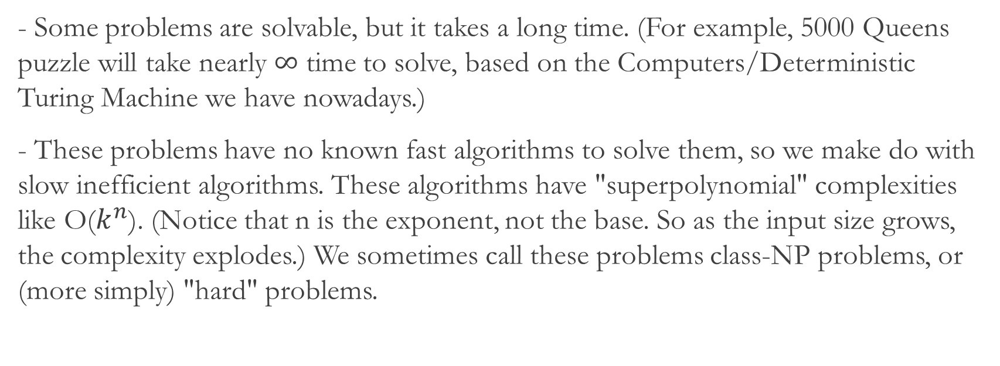 - Some problems are solvable, but it takes a long time. (For example, 5000 Queens
puzzle will take nearly ∞ time to solve, based on the Computers/Deterministic
Turing Machine we have nowadays.)
- These problems have no known fast algorithms to solve them, so we make do with
slow inefficient algorithms. These algorithms have "superpolynomial" complexities
like O(kⁿ). (Notice that n is the exponent, not the base. So as the input size grows,
the complexity explodes.) We sometimes call these problems class-NP problems, or
(more simply) "hard" problems.